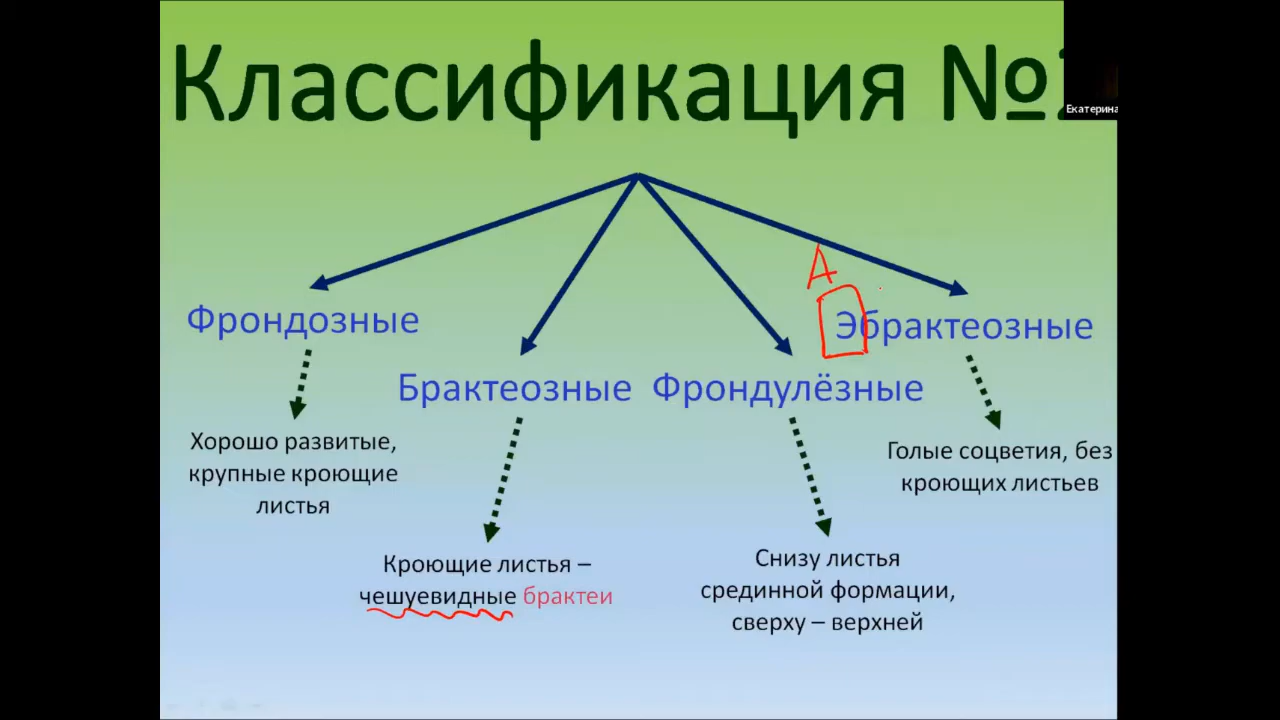 Классификация №
Екатерина
А
Фрондозные
Эбрактеозные
Брактеозные
Фрондулёзные
Хорошо развитые,
крупные кроющие
листья
Голые соцветия, без
кроющих листьев
Кроющие листья –
чешуевидные брактеи
Снизу листья
срединной формации,
сверху – верхней